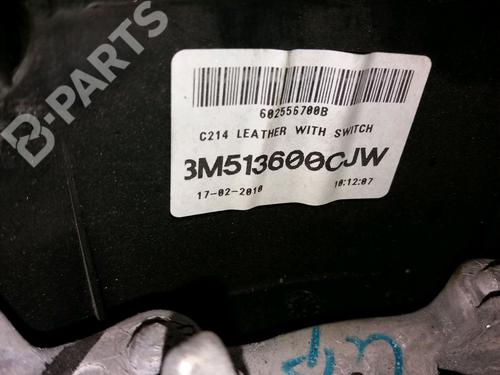 B-PARTS
602556700B
C214 LEATHER WITH SWITCH
3M513600CJW
17-02-2010 10:12:07